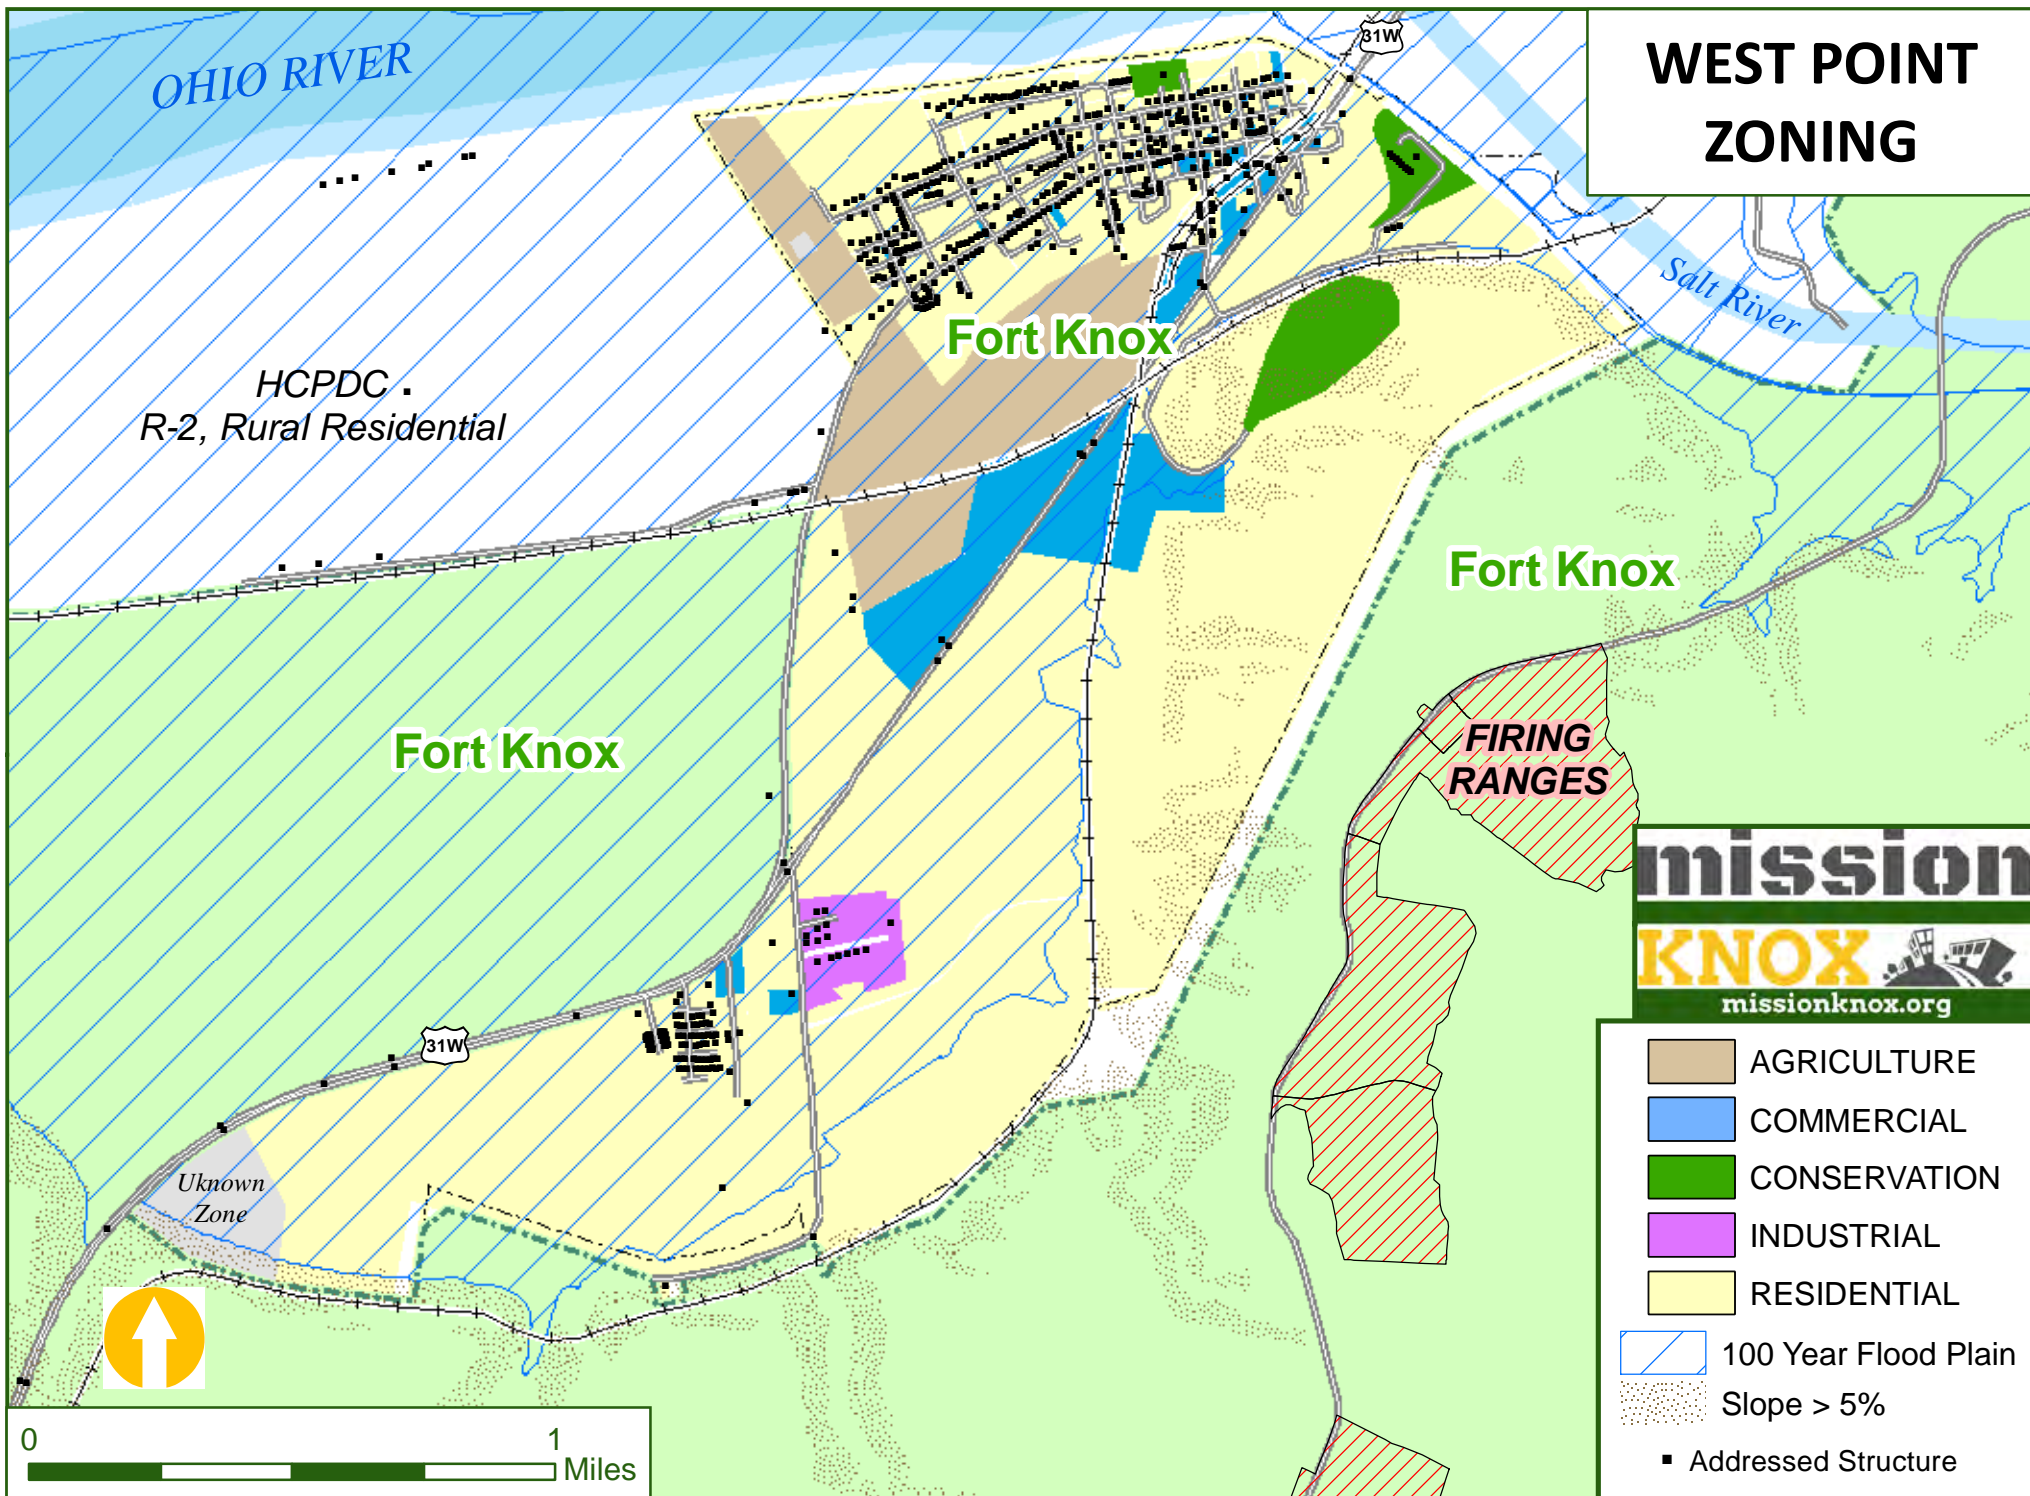 WEST POINT
ZONING
31W
OHIO RIVER
Salt River
Fort Knox
HCPDC
R-2, Rural Residential
Fort Knox
Fort Knox
FIRING
RANGES
mission
KNOX
missionknox.org
31W
Uknown
Zone
AGRICULTURE
COMMERCIAL
CONSERVATION
INDUSTRIAL
RESIDENTIAL
100 Year Flood Plain
Slope > 5%
Addressed Structure
0 1
Miles